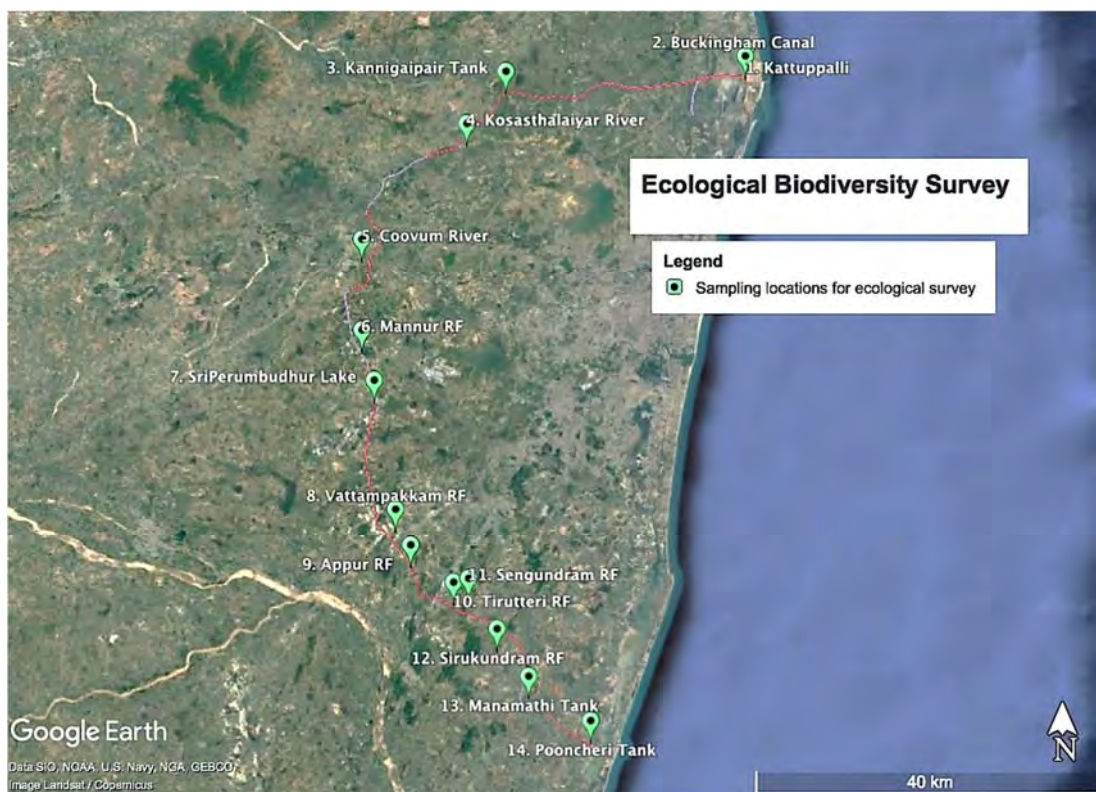 2. Buckingham Canal
1. Kattuppalli
3. Kannigaipair Tank
4. Kosasthalaiyar River
Ecological Biodiversity Survey
5. Coovum River
Legend
Sampling locations for ecological survey
6. Mannur RF
7. SriPerumbudhur Lake
8. Vattampakkam RF
9. Appur RF
11. Sengundram RF
10. Tirutteri RF
12. Sirukundram RF
13. Manamathi Tank
14. Pooncheri Tank
Google Earth
Data SIO, NOAA, U.S. Navy, NGA, GEBCO
Image Landsat / Copernicus
N
40 km